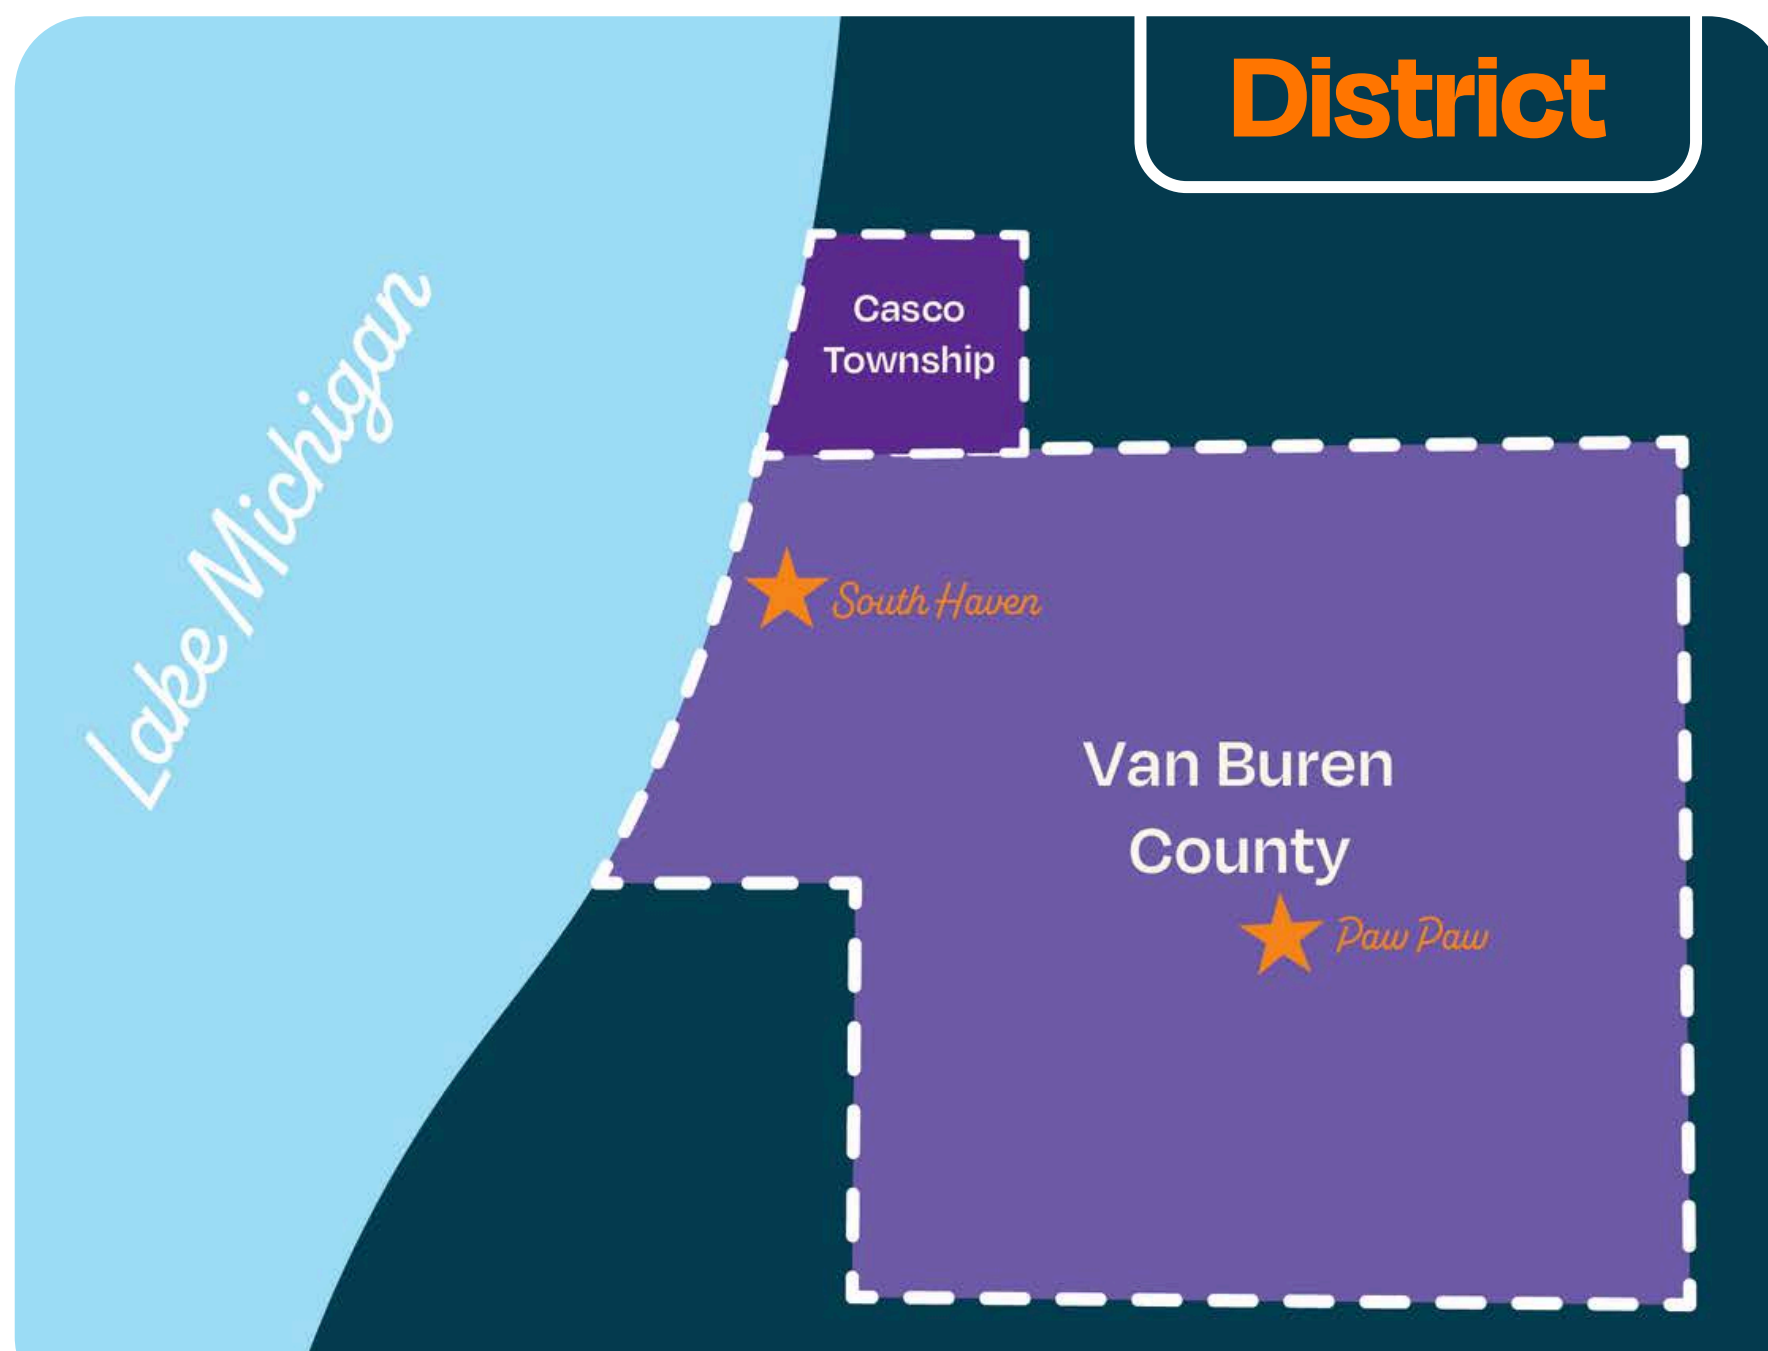 District
Casco
Township
Lake Michigan
South Haven
Van Buren
County
Paw Paw